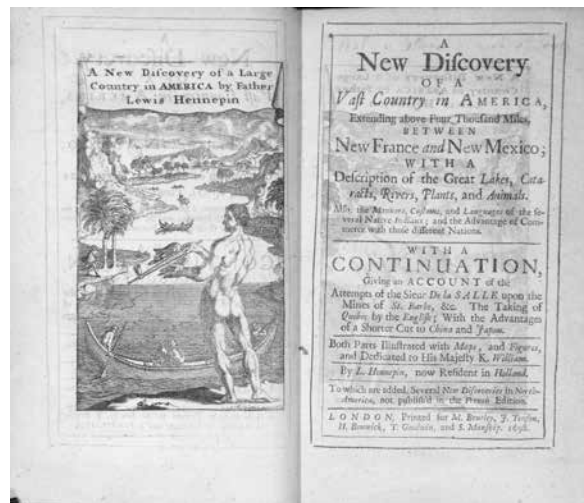 A New Discovery of a Large
Country in AMERICA by Father
Lewis Hennepin
A
New Discovery
OF A
Vast Country in AMERICA,
Extending above Four Thousand Miles,
BETWEEN
New France and New Mexico;
WITH A
Description of the Great Lakes, Cata-
racts, Rivers, Plants, and Animals.
Also, the Manners, Customs, and Languages of the se-
veral Native Indians; and the Advantage of Com-
merce with those different Nations.
WITH A
CONTINUATION,
Giving an ACCOUNT of the
Attempts of the Sieur De la SALLE upon the
Mines of St. Barbe, &c. The Taking of
Quebec by the English; With the Advantages
of a Shorter Cut to China and Japan.
Both Parts Illustrated with Maps, and Figures,
and Dedicated to His Majesty K. William.
By L. Hennepin, now Resident in Holland.
To which are added, Several New Discoveries in North-
America, not publish'd in the French Edition.
LONDON, Printed for M. Bentley, J. Tonson,
H. Bonwick, T. Goodwin, and S. Manship. 1698.